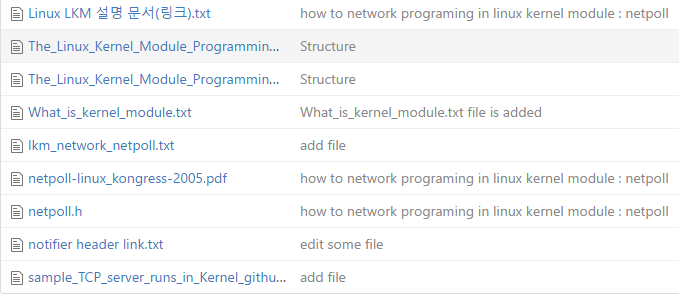 Linux LKM 설명 문서(링크).txt how to network programing in linux kernel module : netpoll
The_Linux_Kernel_Module_Programmin... Structure
The_Linux_Kernel_Module_Programmin... Structure
What_is_kernel_module.txt What_is_kernel_module.txt file is added
lkm_network_netpoll.txt add file
netpoll-linux_kongress-2005.pdf how to network programing in linux kernel module : netpoll
netpoll.h how to network programing in linux kernel module : netpoll
notifier header link.txt edit some file
sample_TCP_server_runs_in_Kernel_githu... add file